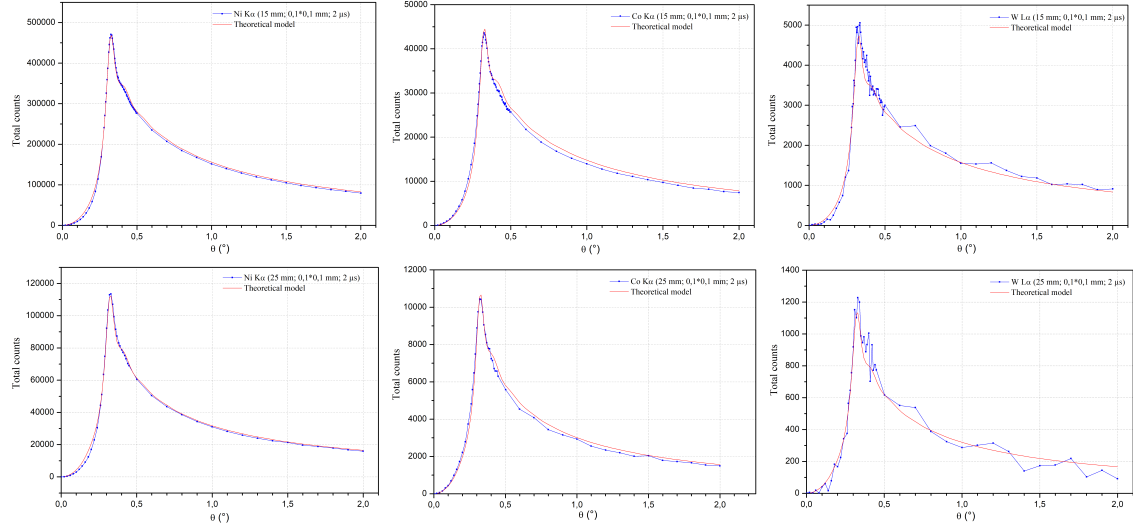 Ni Kα (15 mm; 0,1*0,1 mm; 2 μs)
Theoretical model
Total counts
500000
400000
300000
200000
100000
0
0,0 0,5 1,0 1,5 2,0
θ (°)
Co Kα (15 mm; 0,1*0,1 mm; 2 μs)
Theoretical model
Total counts
50000
40000
30000
20000
10000
0
0,0 0,5 1,0 1,5 2,0
θ (°)
W Lα (15 mm; 0,1*0,1 mm; 2 μs)
Theoretical model
Total counts
5000
4000
3000
2000
1000
0
0,0 0,5 1,0 1,5 2,0
θ (°)
Ni Kα (25 mm; 0,1*0,1 mm; 2 μs)
Theoretical model
Total counts
120000
100000
80000
60000
40000
20000
0
0,0 0,5 1,0 1,5 2,0
θ (°)
Co Kα (25 mm; 0,1*0,1 mm; 2 μs)
Theoretical model
Total counts
12000
10000
8000
6000
4000
2000
0
0,0 0,5 1,0 1,5 2,0
θ (°)
W Lα (25 mm; 0,1*0,1 mm; 2 μs)
Theoretical model
Total counts
1400
1200
1000
800
600
400
200
0
0,0 0,5 1,0 1,5 2,0
θ (°)